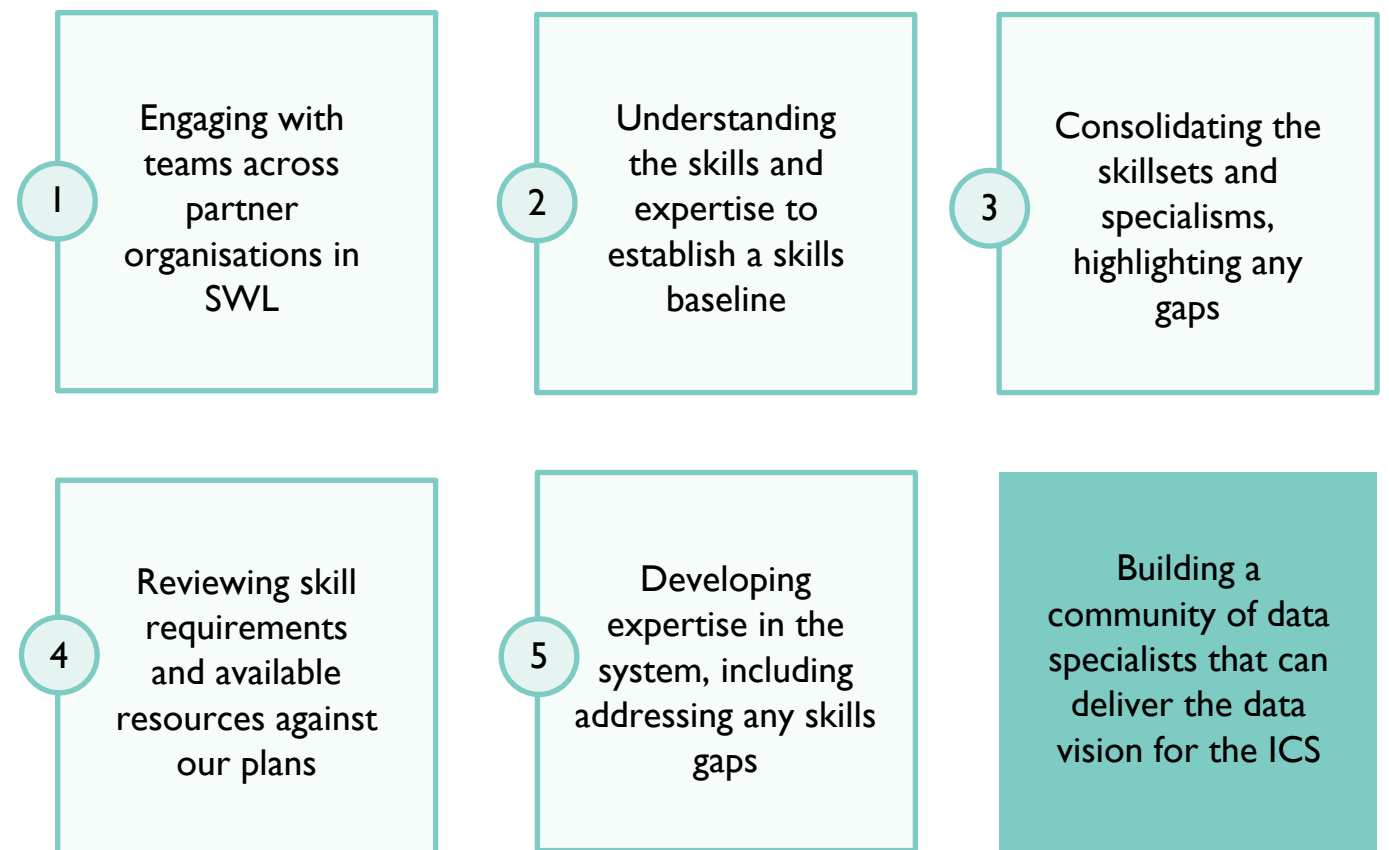 1
Engaging with
teams across
partner
organisations in
SWL
2
Understanding
the skills and
expertise to
establish a skills
baseline
3
Consolidating the
skillsets and
specialisms,
highlighting any
gaps
4
Reviewing skill
requirements
and available
resources against
our plans
5
Developing
expertise in the
system, including
addressing any skills
gaps
Building a
community of data
specialists that can
deliver the data
vision for the ICS